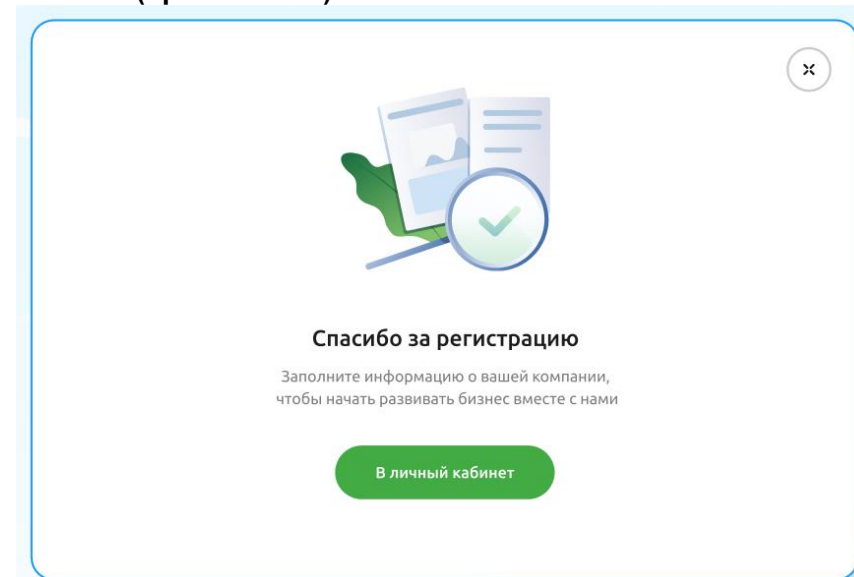 Спасибо за регистрацию
Заполните информацию о вашей компании,
чтобы начать развивать бизнес вместе с нами
В личный кабинет